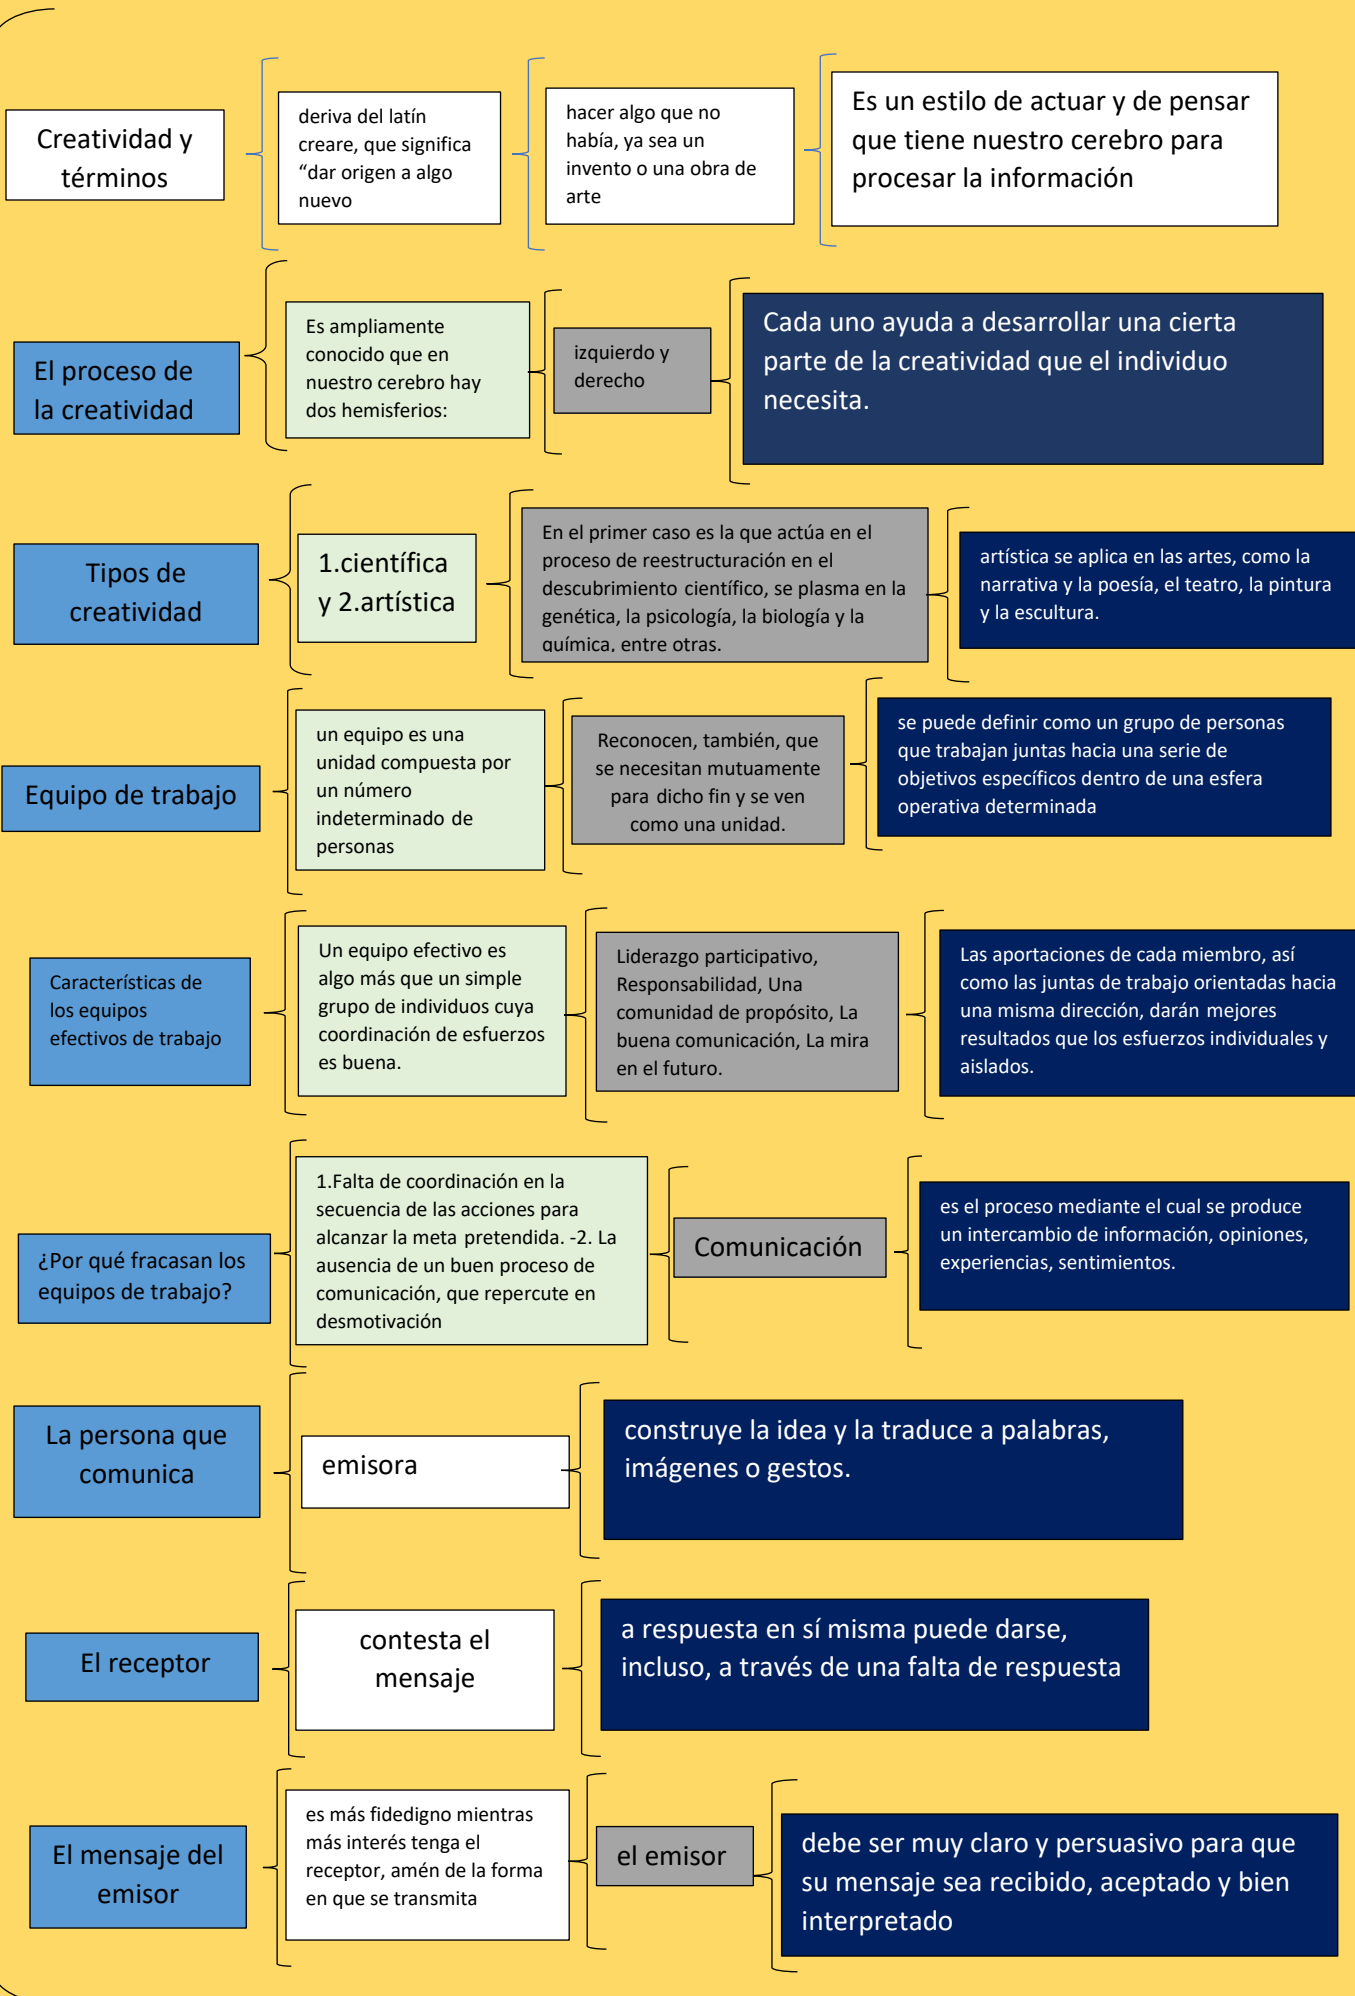 Creatividad y
términos
deriva del latín
creare, que significa
“dar origen a algo
nuevo
hacer algo que no
había, ya sea un
invento o una obra de
arte
Es un estilo de actuar y de pensar
que tiene nuestro cerebro para
procesar la información
El proceso de
la creatividad
Es ampliamente
conocido que en
nuestro cerebro hay
dos hemisferios:
izquierdo y
derecho
Cada uno ayuda a desarrollar una cierta
parte de la creatividad que el individuo
necesita.
Tipos de
creatividad
1.científica
y 2.artística
En el primer caso es la que actúa en el
proceso de reestructuración en el
descubrimiento científico, se plasma en la
genética, la psicología, la biología y la
química, entre otras.
artística se aplica en las artes, como la
narrativa y la poesía, el teatro, la pintura
y la escultura.
Equipo de trabajo
un equipo es una
unidad compuesta por
un número
indeterminado de
personas
Reconocen, también, que
se necesitan mutuamente
para dicho fin y se ven
como una unidad.
se puede definir como un grupo de personas
que trabajan juntas hacia una serie de
objetivos específicos dentro de una esfera
operativa determinada
Características de
los equipos
efectivos de trabajo
Un equipo efectivo es
algo más que un simple
grupo de individuos cuya
coordinación de esfuerzos
es buena.
Liderazgo participativo,
Responsabilidad, Una
comunidad de propósito, La
buena comunicación, La mira
en el futuro.
Las aportaciones de cada miembro, así
como las juntas de trabajo orientadas hacia
una misma dirección, darán mejores
resultados que los esfuerzos individuales y
aislados.
¿Por qué fracasan los
equipos de trabajo?
1.Falta de coordinación en la
secuencia de las acciones para
alcanzar la meta pretendida. -2. La
ausencia de un buen proceso de
comunicación, que repercute en
desmotivación
Comunicación
es el proceso mediante el cual se produce
un intercambio de información, opiniones,
experiencias, sentimientos.
La persona que
comunica
emisora
construye la idea y la traduce a palabras,
imágenes o gestos.
El receptor
contesta el
mensaje
a respuesta en sí misma puede darse,
incluso, a través de una falta de respuesta
El mensaje del
emisor
es más fidedigno mientras
más interés tenga el
receptor, amén de la forma
en que se transmita
el emisor
debe ser muy claro y persuasivo para que
su mensaje sea recibido, aceptado y bien
interpretado